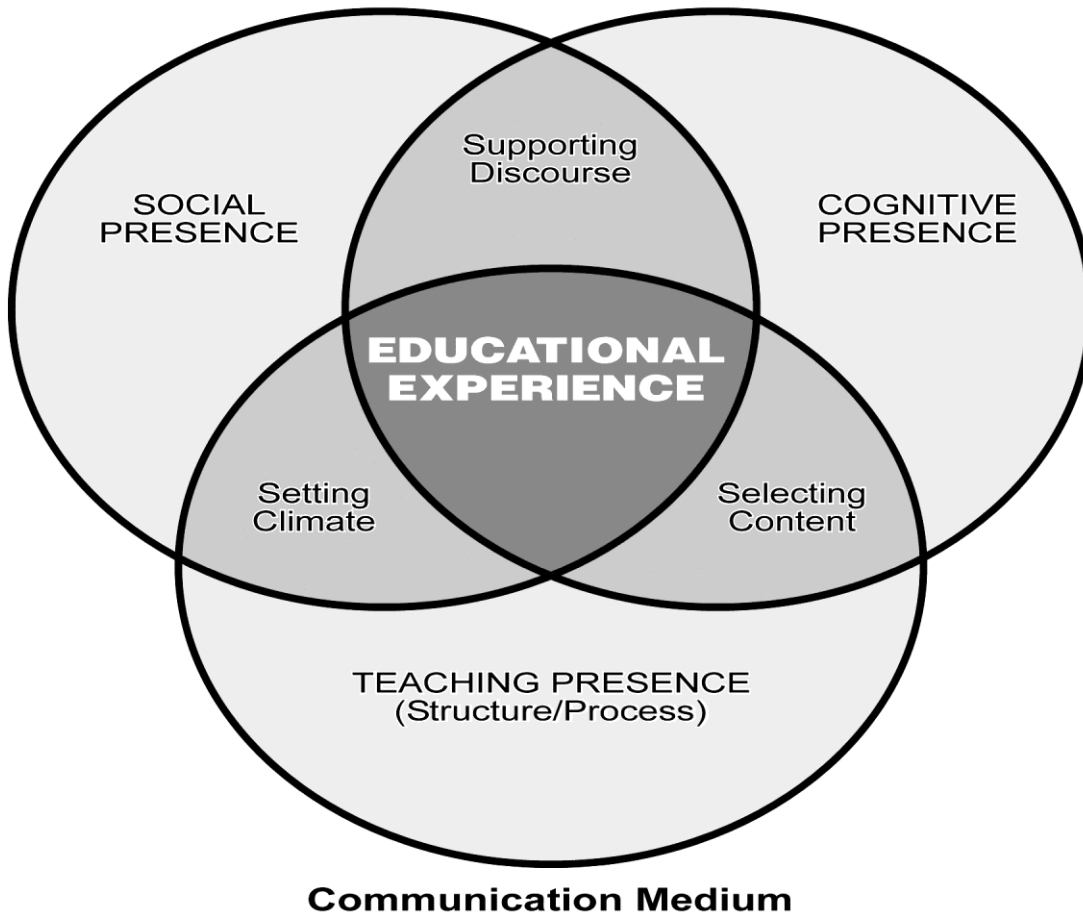 Supporting
Discourse
SOCIAL
PRESENCE
COGNITIVE
PRESENCE
EDUCATIONAL
EXPERIENCE
Setting
Climate
Selecting
Content
TEACHING PRESENCE
(Structure/Process)
Communication Medium